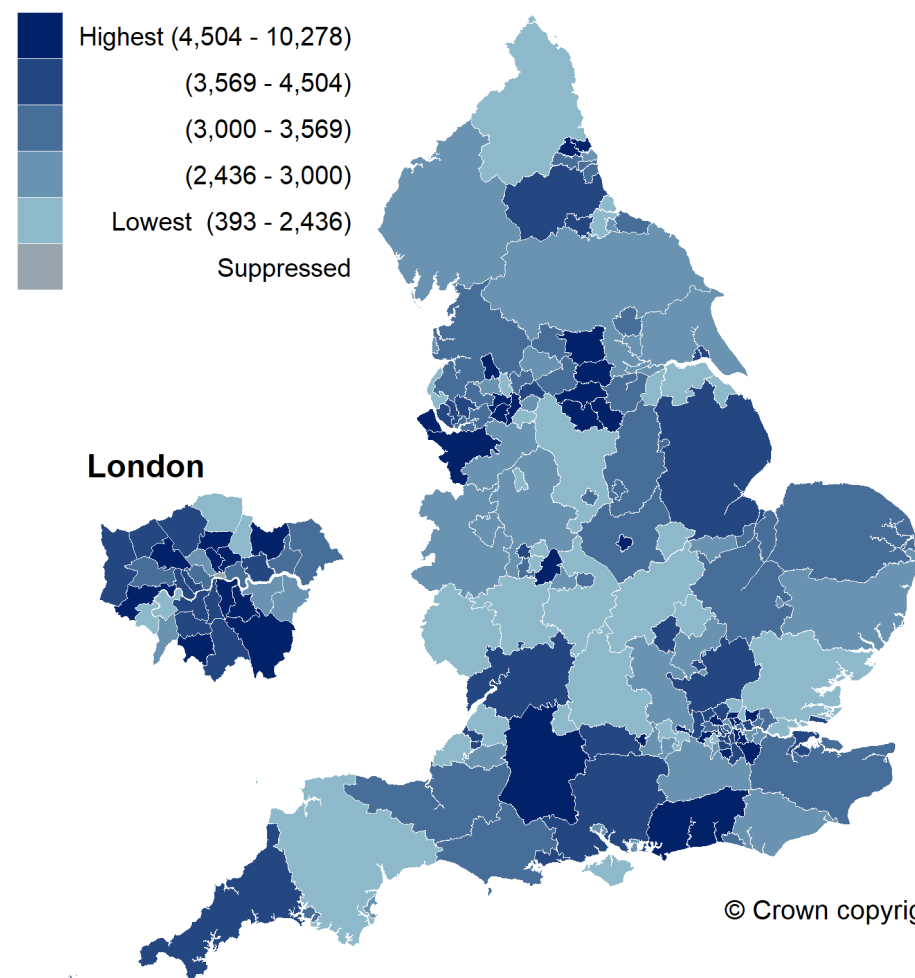 Highest (4,504 - 10,278)
(3,569 - 4,504)
(3,000 - 3,569)
(2,436 - 3,000)
Lowest (393 - 2,436)
Suppressed
London
© Crown copyrig